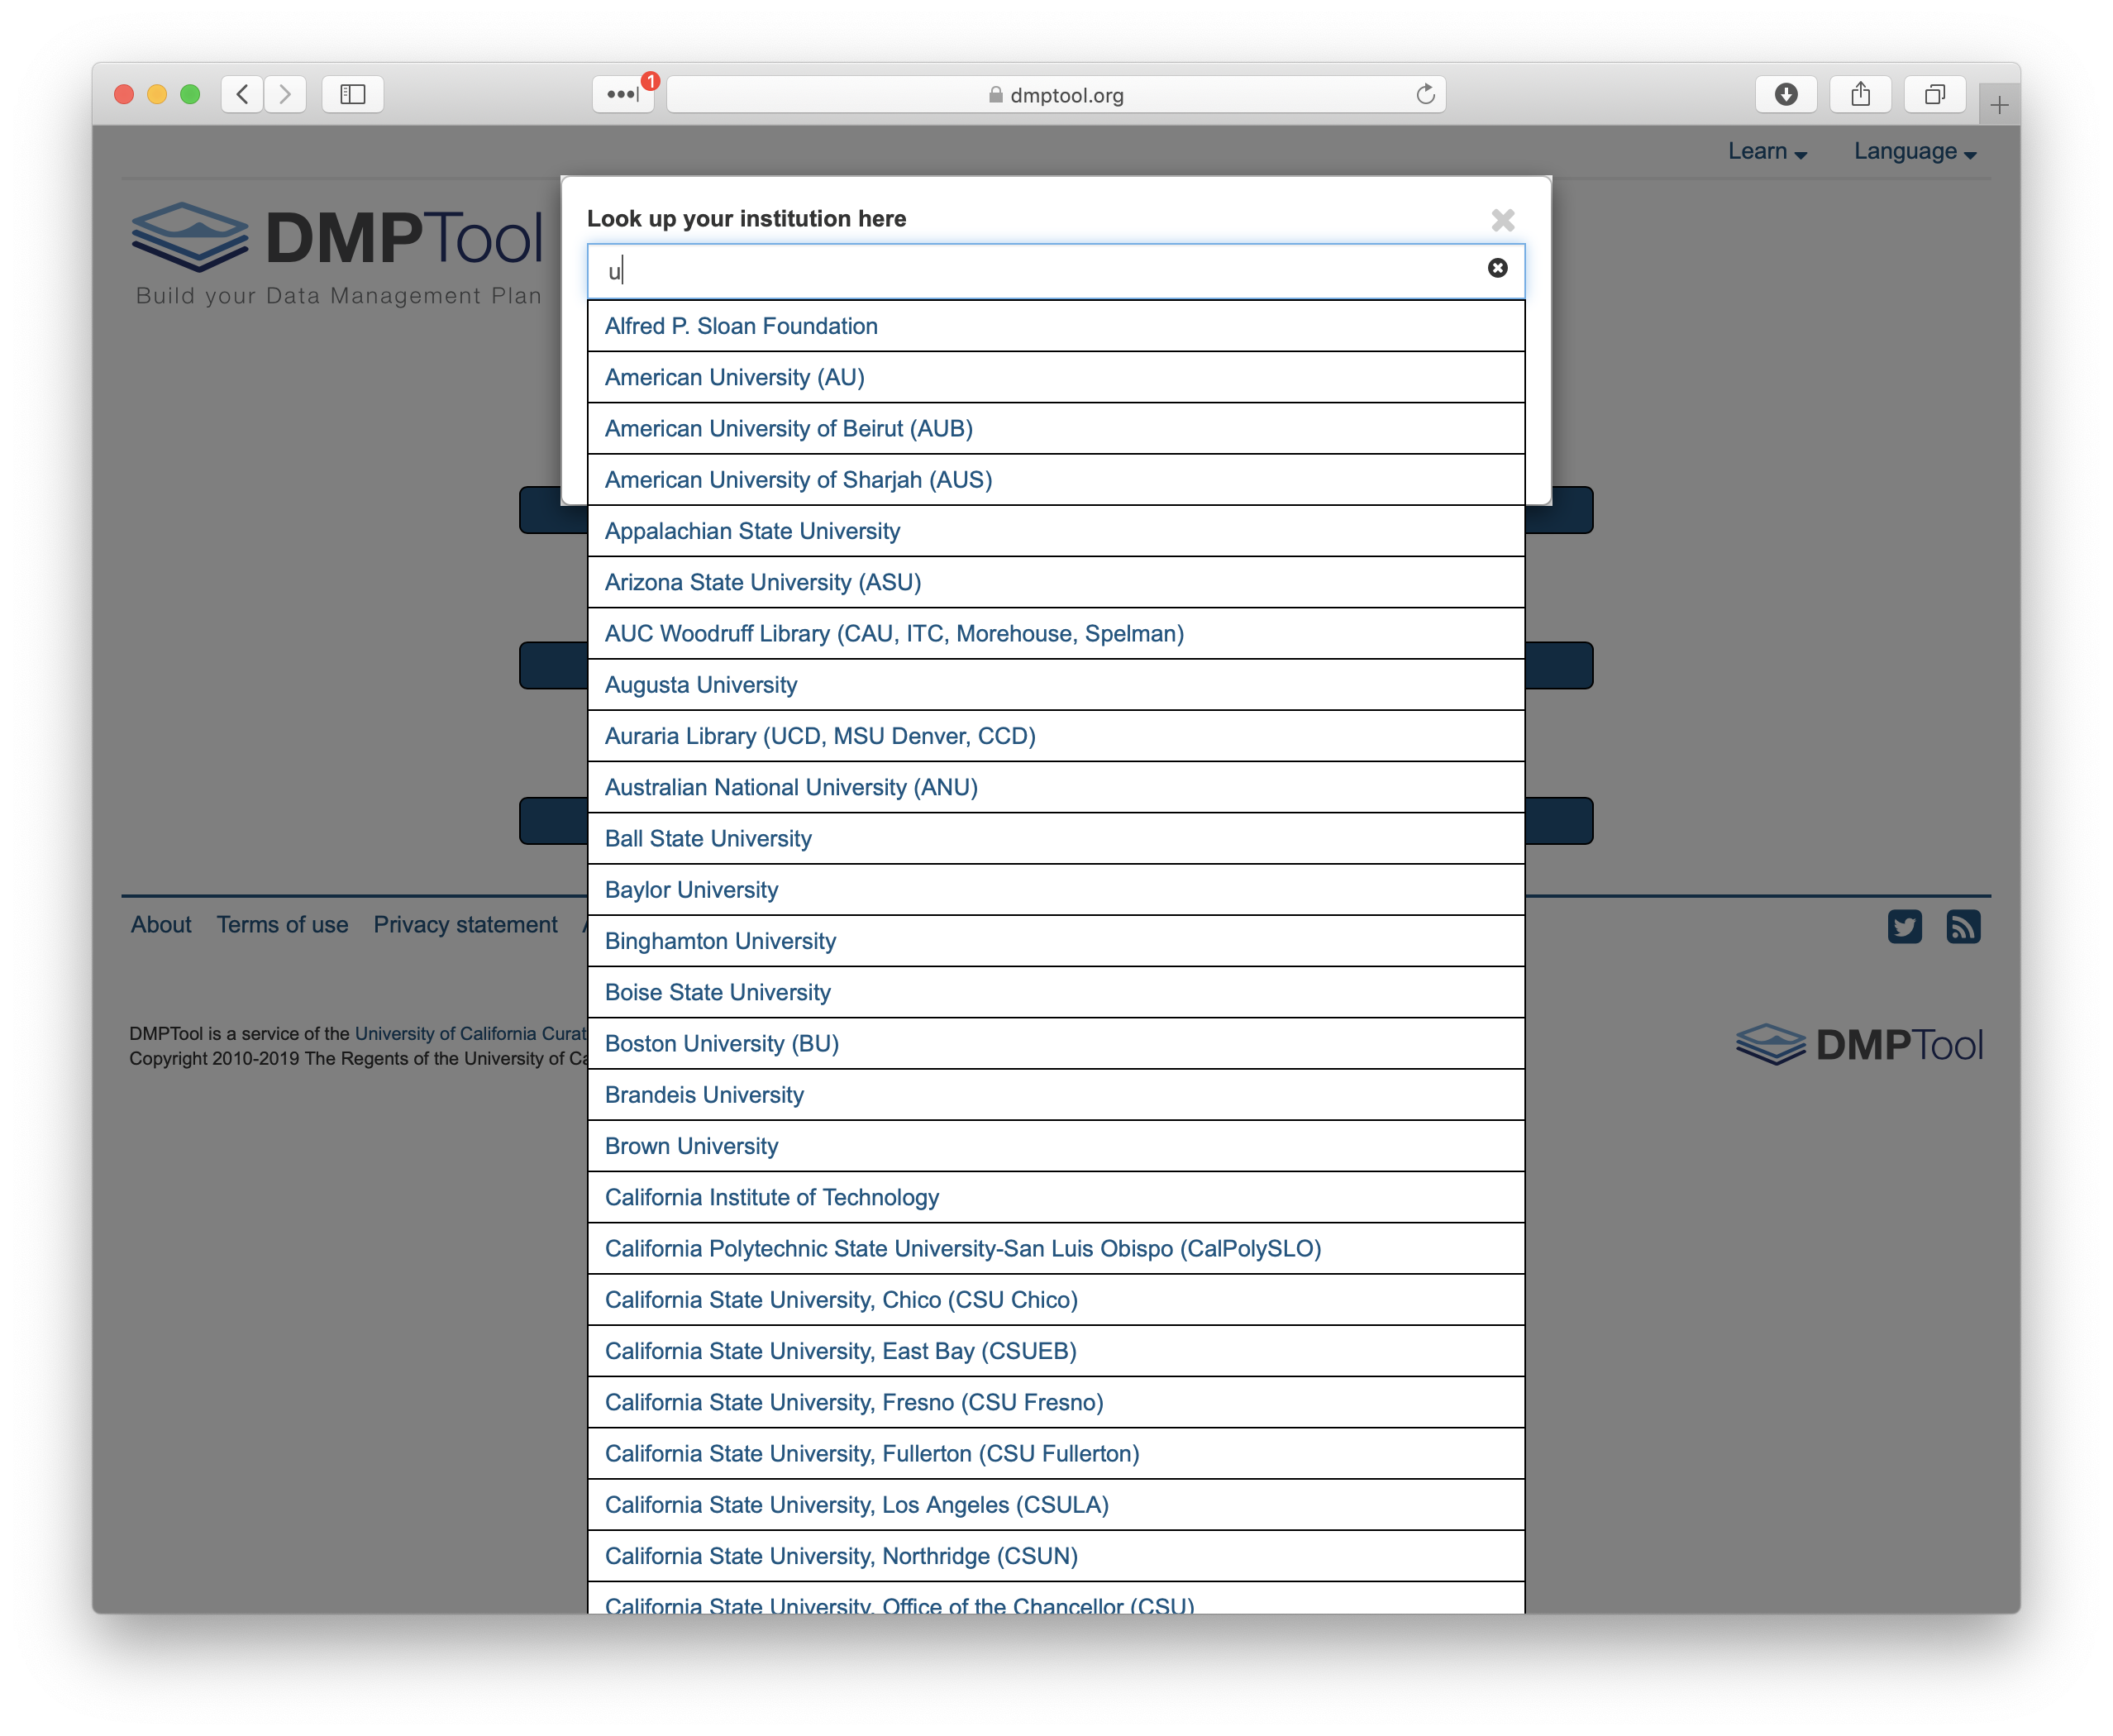 1
dmptool.org
Learn
Language
DMPTool
Build your Data Management Plan
Look up your institution here
u
Alfred P. Sloan Foundation
American University (AU)
American University of Beirut (AUB)
American University of Sharjah (AUS)
Appalachian State University
Arizona State University (ASU)
AUC Woodruff Library (CAU, ITC, Morehouse, Spelman)
Augusta University
Auraria Library (UCD, MSU Denver, CCD)
Australian National University (ANU)
Ball State University
Baylor University
Binghamton University
Boise State University
Boston University (BU)
Brandeis University
Brown University
California Institute of Technology
California Polytechnic State University-San Luis Obispo (CalPolySLO)
California State University, Chico (CSU Chico)
California State University, East Bay (CSUEB)
California State University, Fresno (CSU Fresno)
California State University, Fullerton (CSU Fullerton)
California State University, Los Angeles (CSULA)
California State University, Northridge (CSUN)
California State University, Office of the Chancellor (CSU)
About Terms of use Privacy statement
DMPTool is a service of the University of California Curat
Copyright 2010-2019 The Regents of the University of Ca
DMPTool